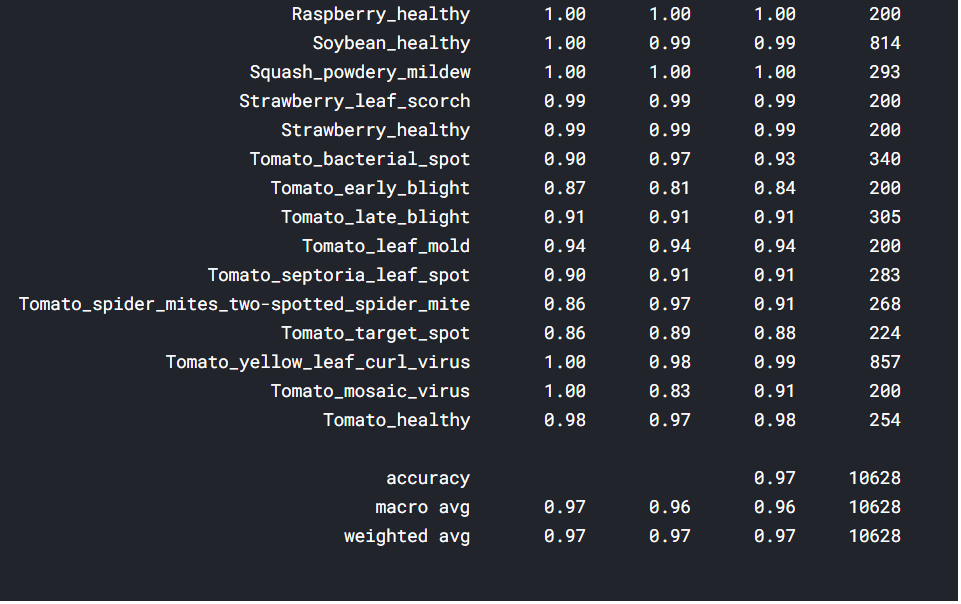 Raspberry_healthy 1.00 1.00 1.00 200
Soybean_healthy 1.00 0.99 0.99 814
Squash_powdery_mildew 1.00 1.00 1.00 293
Strawberry_leaf_scorch 0.99 0.99 0.99 200
Strawberry_healthy 0.99 0.99 0.99 200
Tomato_bacterial_spot 0.90 0.97 0.93 340
Tomato_early_blight 0.87 0.81 0.84 200
Tomato_late_blight 0.91 0.91 0.91 305
Tomato_leaf_mold 0.94 0.94 0.94 200
Tomato_septoria_leaf_spot 0.90 0.91 0.91 283
Tomato_spider_mites_two-spotted_spider_mite 0.86 0.97 0.91 268
Tomato_target_spot 0.86 0.89 0.88 224
Tomato_yellow_leaf_curl_virus 1.00 0.98 0.99 857
Tomato_mosaic_virus 1.00 0.83 0.91 200
Tomato_healthy 0.98 0.97 0.98 254
accuracy 0.97 10628
macro avg 0.97 0.96 0.96 10628
weighted avg 0.97 0.97 0.97 10628